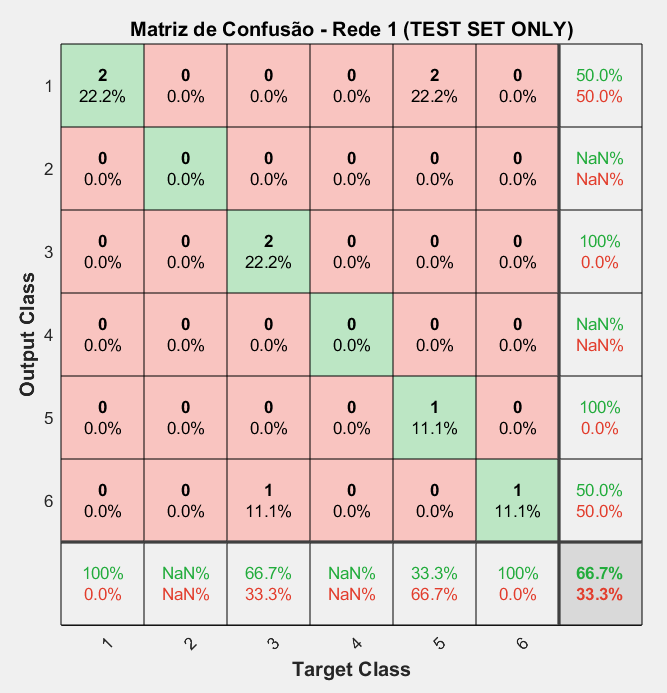 Matriz de Confusão - Rede 1 (TEST SET ONLY)
1 2 0 0 0 2 0 50.0%
22.2% 0.0% 0.0% 0.0% 22.2% 0.0% 50.0%
2 0 0 0 0 0 0 NaN%
0.0% 0.0% 0.0% 0.0% 0.0% 0.0% NaN%
3 0 0 2 0 0 0 100%
0.0% 0.0% 22.2% 0.0% 0.0% 0.0% 0.0%
4 0 0 0 0 0 0 NaN%
0.0% 0.0% 0.0% 0.0% 0.0% 0.0% NaN%
5 0 0 0 0 1 0 100%
0.0% 0.0% 0.0% 0.0% 11.1% 0.0% 0.0%
6 0 0 1 0 0 1 50.0%
0.0% 0.0% 11.1% 0.0% 0.0% 11.1% 50.0%
100% NaN% 66.7% NaN% 33.3% 100% 66.7%
0.0% NaN% 33.3% NaN% 66.7% 0.0% 33.3%
1 2 3 4 5 6
Target Class
Output Class